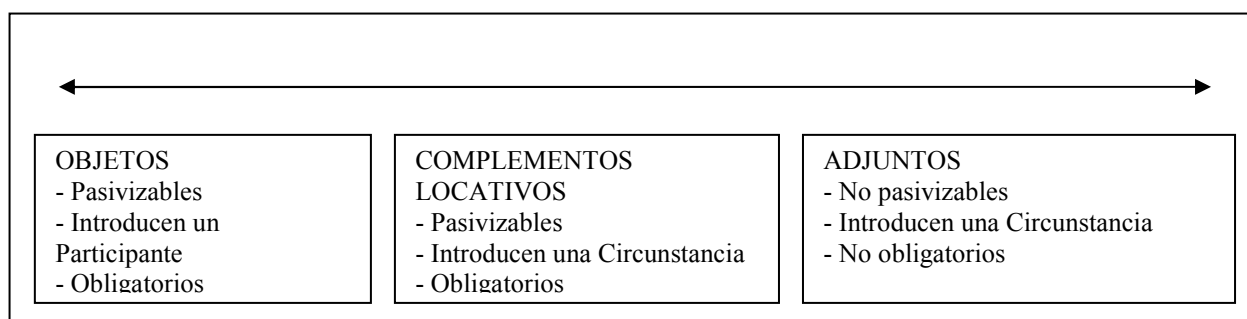 OBJETOS
- Pasivizables
- Introducen un
Participante
- Obligatorios
COMPLEMENTOS
LOCATIVOS
- Pasivizables
- Introducen una Circunstancia
- Obligatorios
ADJUNTOS
- No pasivizables
- Introducen una Circunstancia
- No obligatorios